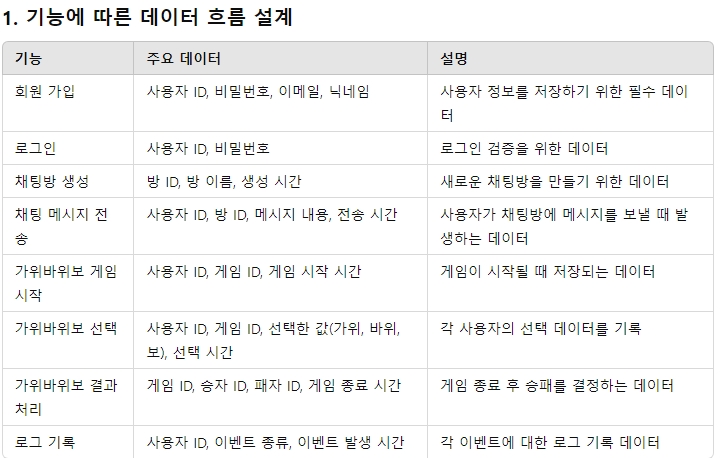 1. 기능에 따른 데이터 흐름 설계
기능 주요 데이터 설명
회원 가입 사용자 ID, 비밀번호, 이메일, 닉네임 사용자 정보를 저장하기 위한 필수 데이
터
로그인 사용자 ID, 비밀번호 로그인 검증을 위한 데이터
채팅방 생성 방 ID, 방 이름, 생성 시간 새로운 채팅방을 만들기 위한 데이터
채팅 메시지 전 사용자 ID, 방 ID, 메시지 내용, 전송 시간 사용자가 채팅방에 메시지를 보낼 때 발
송 생하는 데이터
가위바위보 게임 사용자 ID, 게임 ID, 게임 시작 시간 게임이 시작될 때 저장되는 데이터
시작
가위바위보 선택 사용자 ID, 게임 ID, 선택한 값(가위, 바위, 각 사용자의 선택 데이터를 기록
보), 선택 시간
가위바위보 결과 게임 ID, 승자 ID, 패자 ID, 게임 종료 시간 게임 종료 후 승패를 결정하는 데이터
처리
로그 기록 사용자 ID, 이벤트 종류, 이벤트 발생 시간 각 이벤트에 대한 로그 기록 데이터